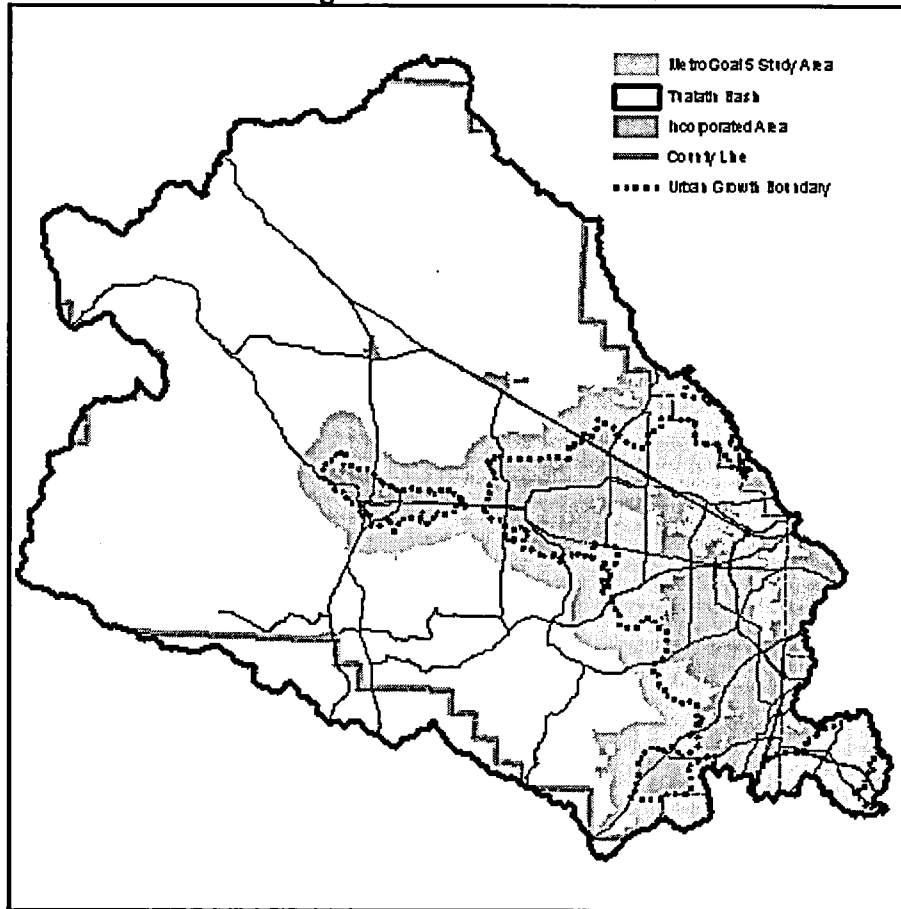 Metro Goal 5 Study Area
Tualatin Basin
Incorporated Area
County Line
Urban Growth Boundary